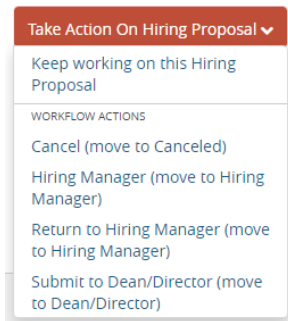 Take Action On Hiring Proposal
Keep working on this Hiring
Proposal
WORKFLOW ACTIONS
Cancel (move to Canceled)
Hiring Manager (move to Hiring
Manager)
Return to Hiring Manager (move
to Hiring Manager)
Submit to Dean/Director (move
to Dean/Director)